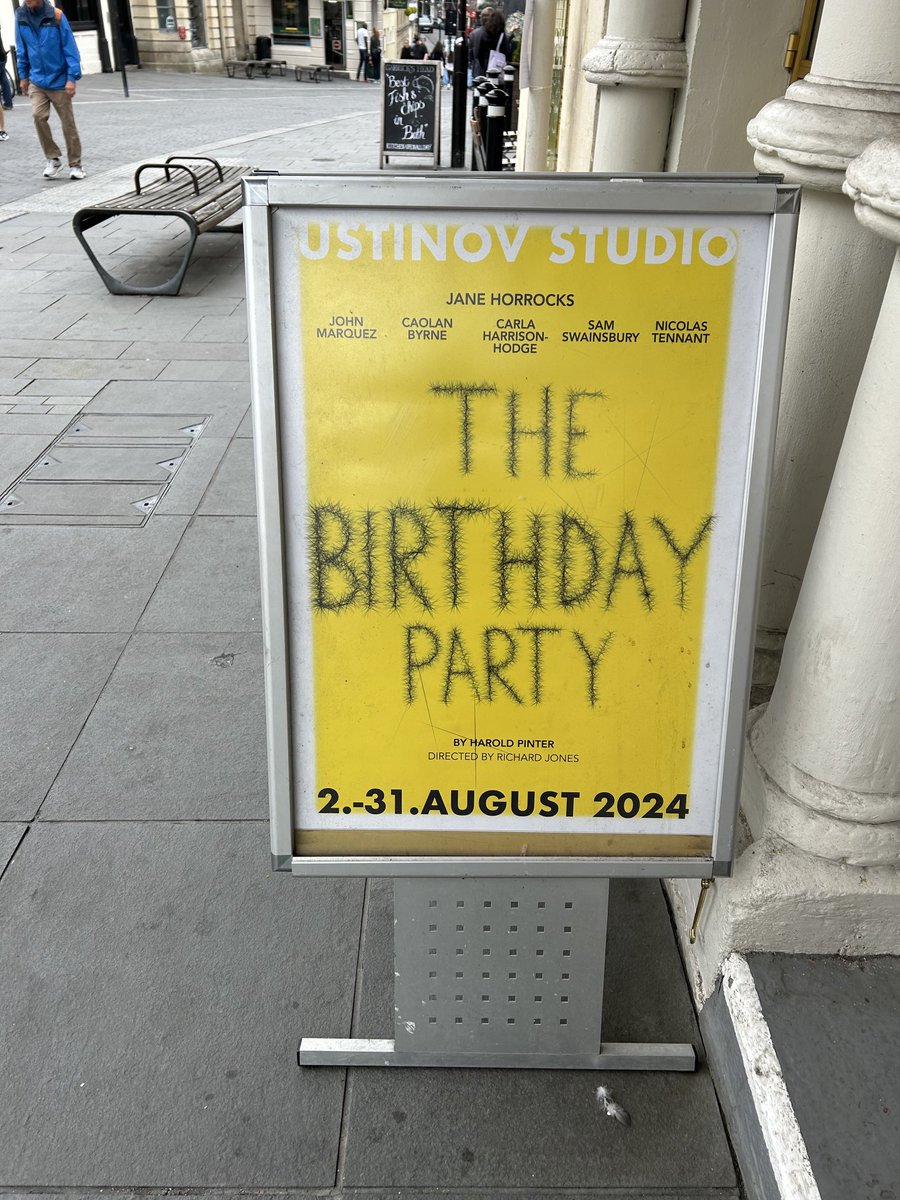 "Best
Fish &
Chips
in
Bath"
USTINOV STUDIO
JANE HORROCKS
JOHN MARQUEZ
CAOLAN BYRNE
CARLA HARRISON-HODGE
SAM SWAINSBURY
NICOLAS TENNANT
THE
BIRTHDAY
PARTY
BY HAROLD PINTER
DIRECTED BY RICHARD JONES
2.-31.AUGUST 2024